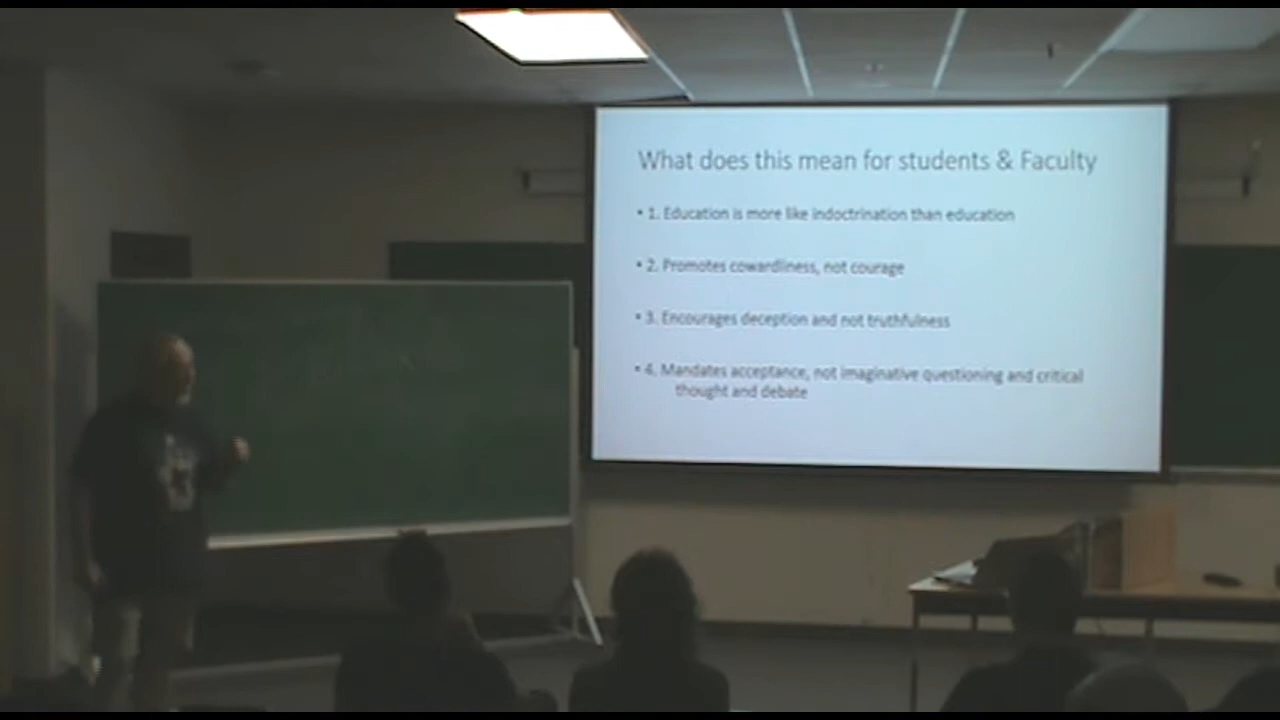 What does this mean for students & Faculty
• 1. Education is more like indoctrination than education
• 2. Promotes cowardliness, not courage
• 3. Encourages deception and not truthfulness
• 4. Mandates acceptance, not imaginative questioning and critical
thought and debate